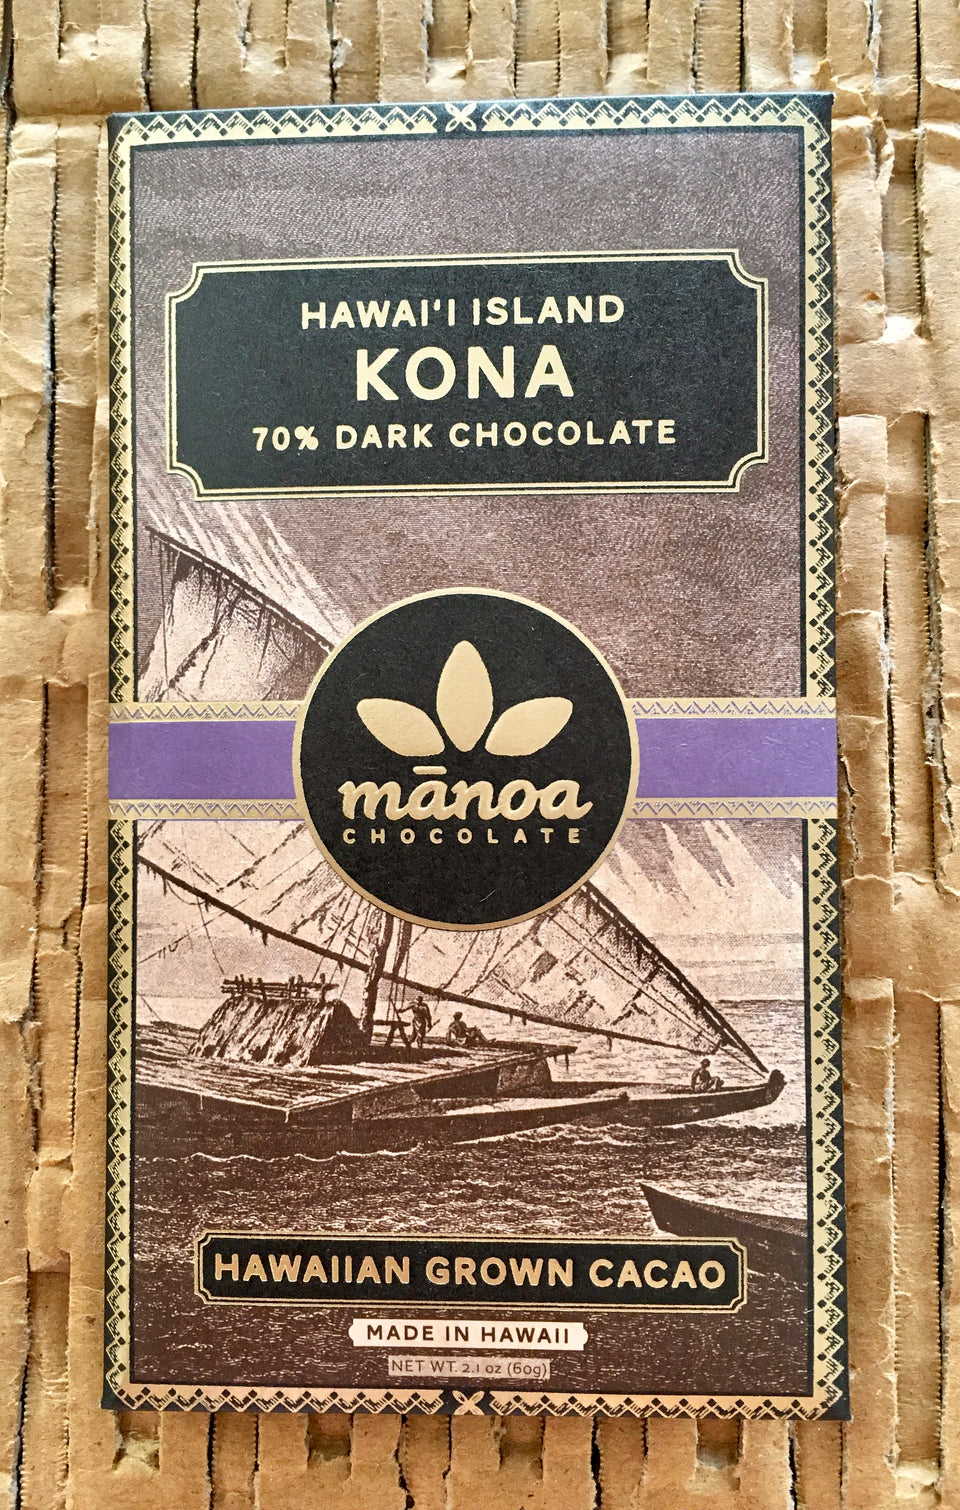 HAWAI‘I ISLAND
KONA
70% DARK CHOCOLATE
mānoa
CHOCOLATE
HAWAIIAN GROWN CACAO
MADE IN HAWAII
NET WT. 2.1 oz (60g)